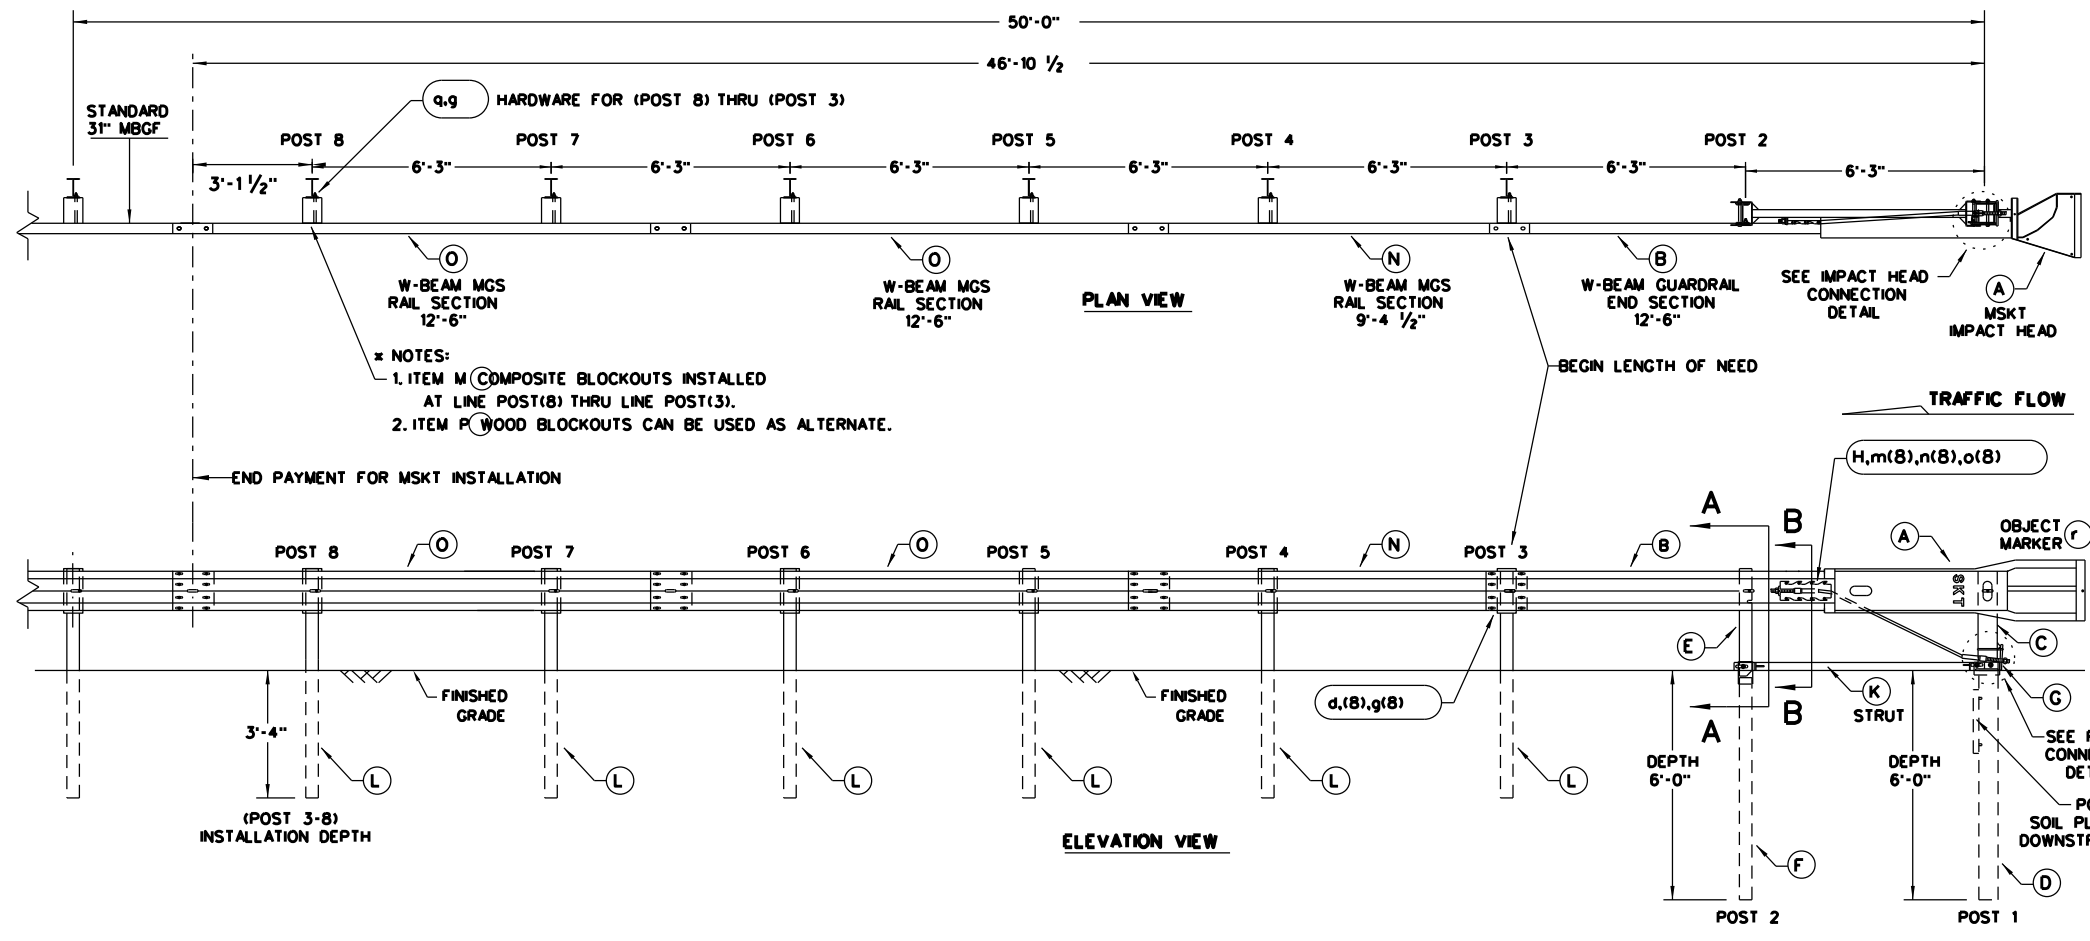 50'-0"
46'-10 ½
q,g HARDWARE FOR (POST 8) THRU (POST 3)
STANDARD
31" MBGF
POST 8
POST 7
POST 6
POST 5
POST 4
POST 3
POST 2
3'-1 ½"
6'-3"
6'-3"
6'-3"
6'-3"
6'-3"
6'-3"
6'-3"
O
W-BEAM MGS
RAIL SECTION
12'-6"
O
W-BEAM MGS
RAIL SECTION
12'-6"
PLAN VIEW
N
W-BEAM MGS
RAIL SECTION
9'-4 ½"
B
W-BEAM GUARDRAIL
END SECTION
12'-6"
SEE IMPACT HEAD
CONNECTION
DETAIL
A
MSKT
IMPACT HEAD
* NOTES:
1. ITEM M COMPOSITE BLOCKOUTS INSTALLED
AT LINE POST(8) THRU LINE POST(3).
2. ITEM P WOOD BLOCKOUTS CAN BE USED AS ALTERNATE.
BEGIN LENGTH OF NEED
TRAFFIC FLOW
END PAYMENT FOR MSKT INSTALLATION
H,m(8),n(8),o(8)
A
B
A
OBJECT
MARKER r
POST 8
O
POST 7
POST 6
O
POST 5
POST 4
N
POST 3
B
SKT
E
C
FINISHED
GRADE
FINISHED
GRADE
d,(8),g(8)
K
STRUT
G
A
B
3'-4"
L
L
L
L
L
L
DEPTH
6'-0"
DEPTH
6'-0"
SEE
CONNE
DET
PO
SOIL PL
DOWNSTR
(POST 3-8)
INSTALLATION DEPTH
ELEVATION VIEW
F
D
POST 2
POST 1